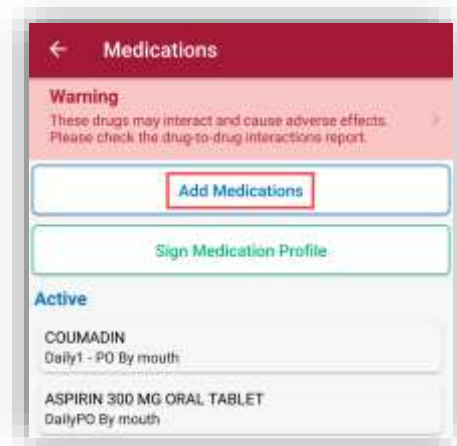 Medications
Warning
These drugs may interact and cause adverse effects.
Please check the drug-to-drug interactions report.
Add Medications
Sign Medication Profile
Active
COUMADIN
Daily1 - PO By mouth
ASPIRIN 300 MG ORAL TABLET
DailyPO By mouth